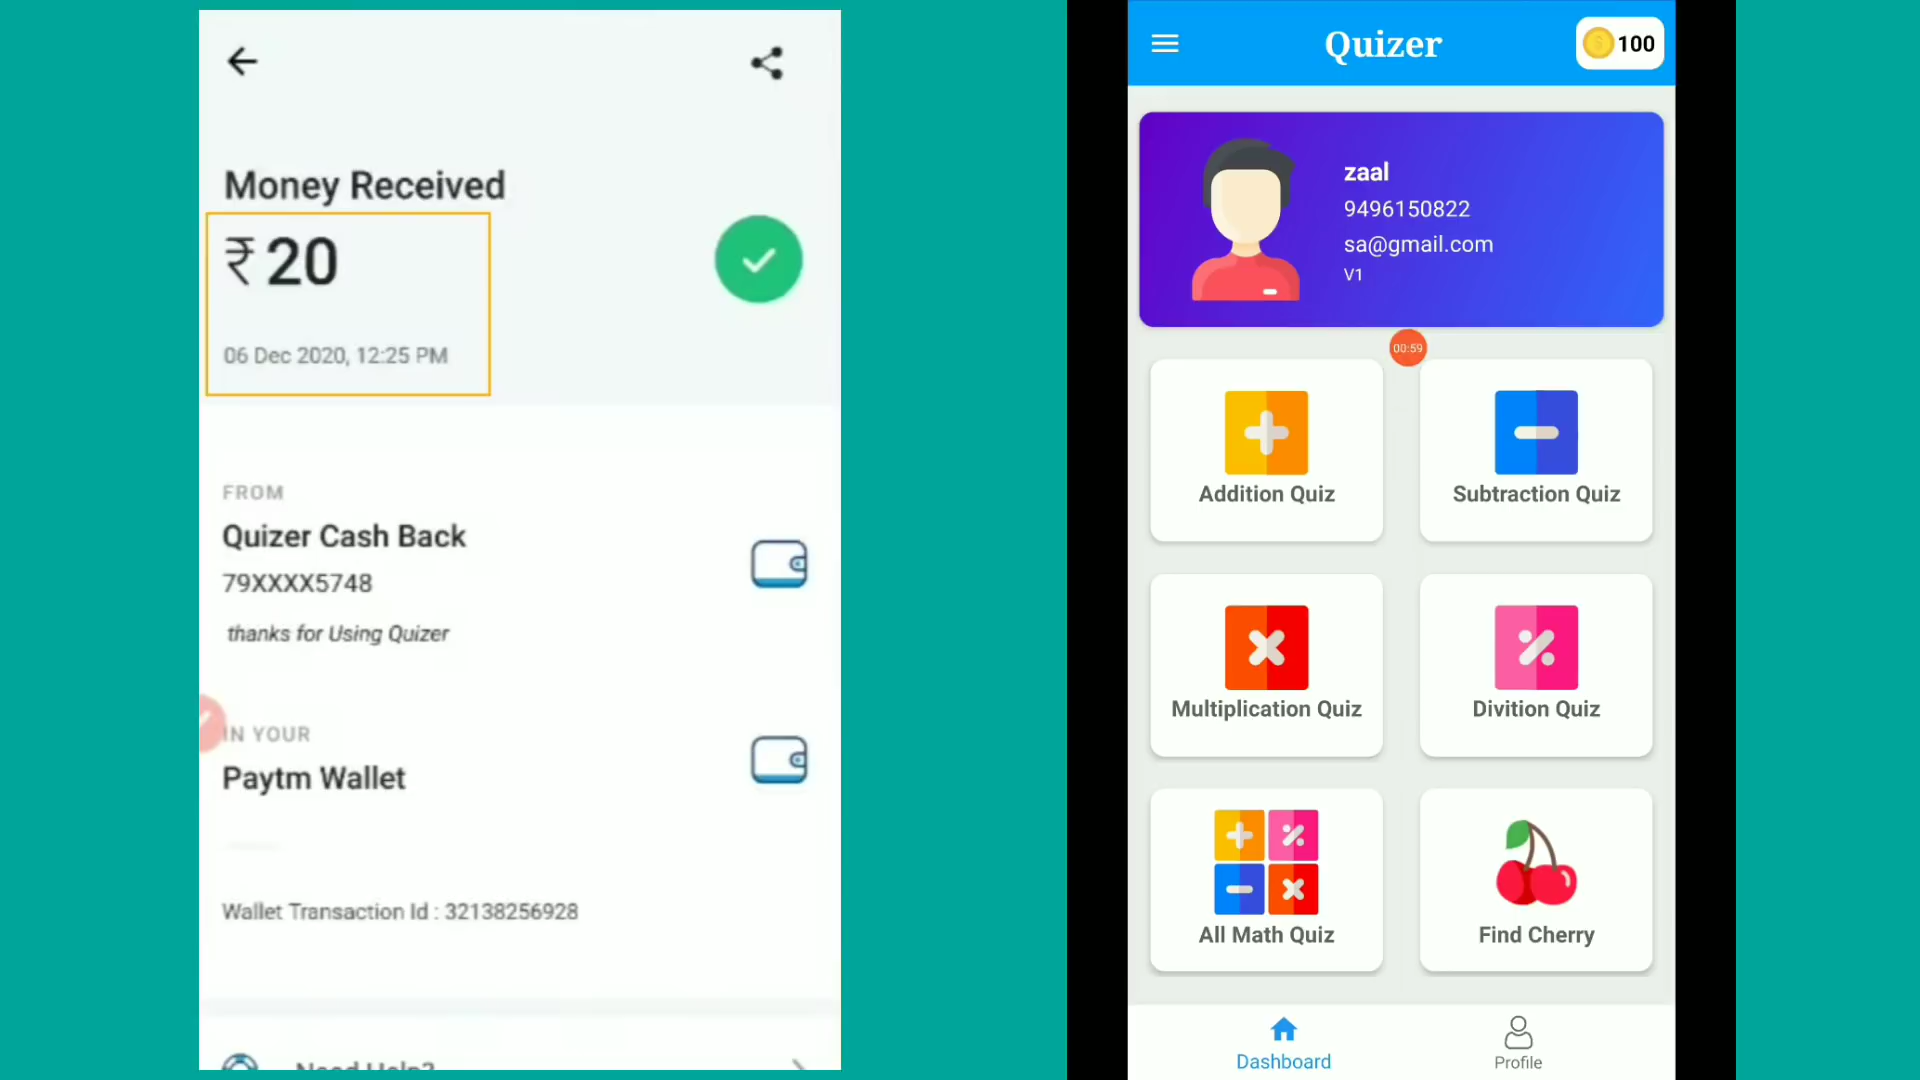 Money Received
₹20
06 Dec 2020, 12:25 PM
FROM
Quizer Cash Back
79XXXX5748
thanks for Using Quizer
IN YOUR
Paytm Wallet
Wallet Transaction Id : 32138256928
Need Help?
Quizer
100
zaal
9496150822
sa@gmail.com
V1
00:59
Addition Quiz
Subtraction Quiz
Multiplication Quiz
Divition Quiz
All Math Quiz
Find Cherry
Dashboard
Profile